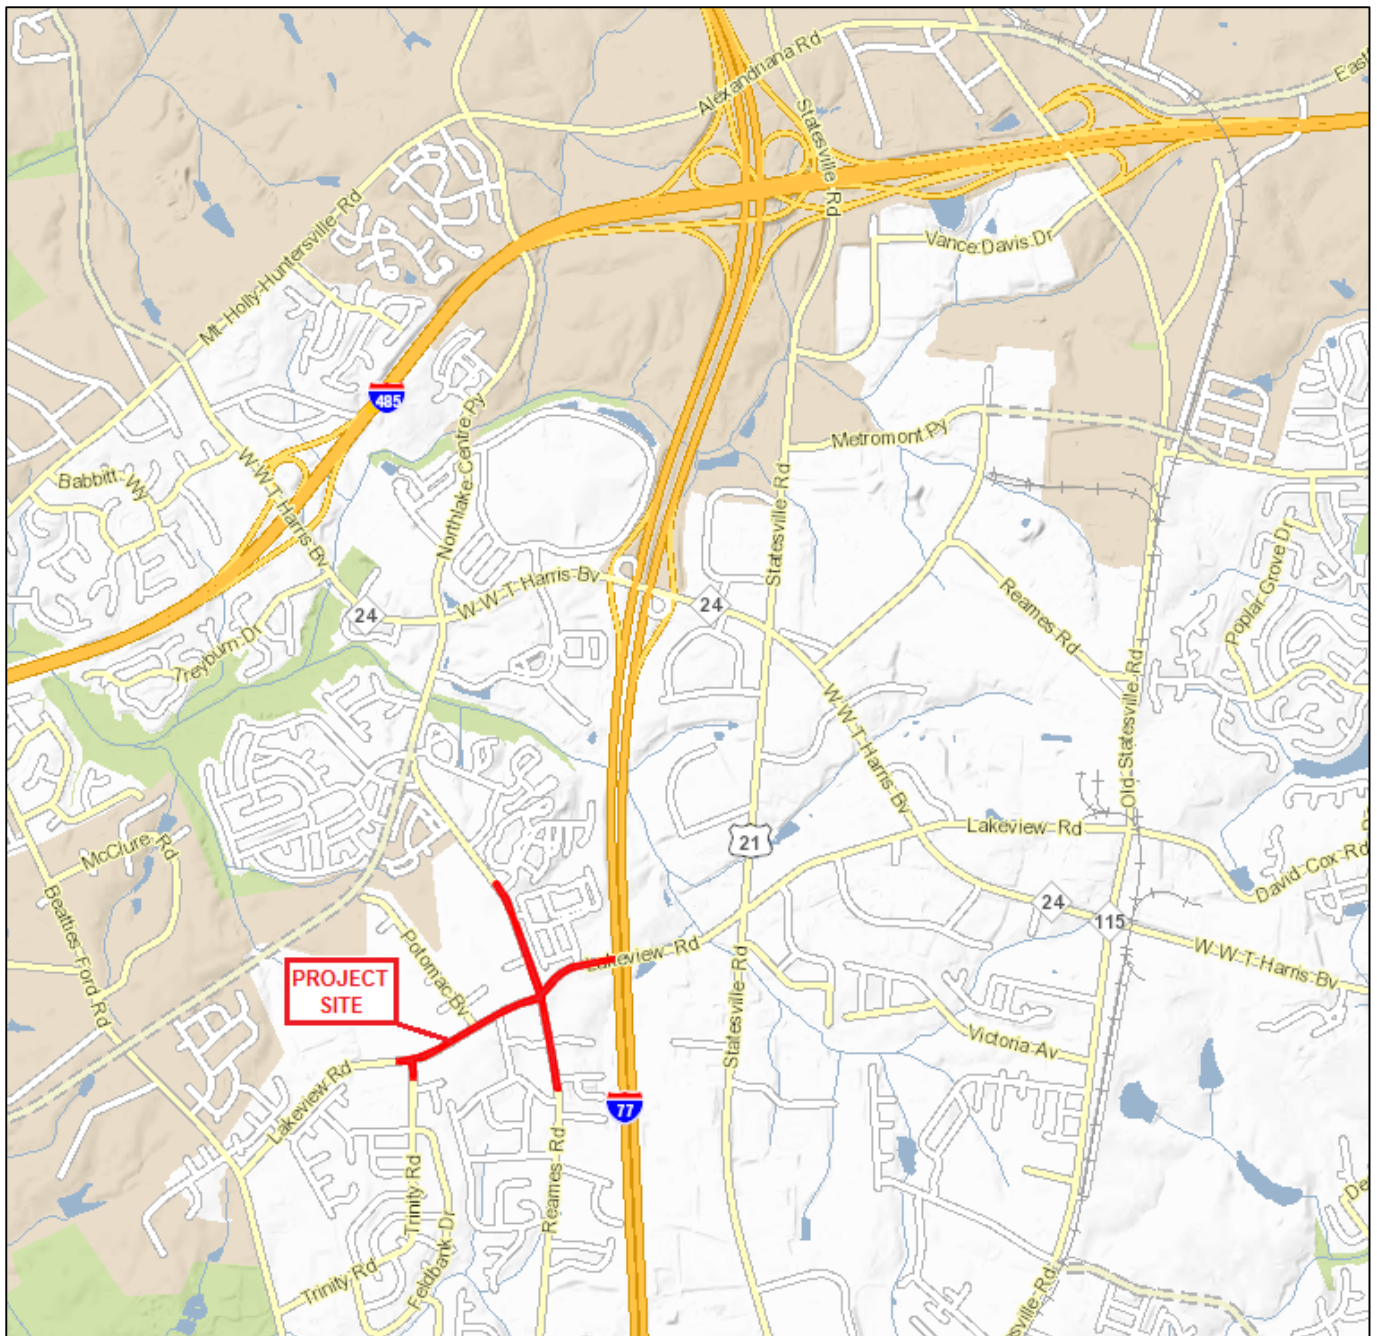 Alexandriana Rd
East
Statesville Rd
Mt Holly-Huntersville Rd
Vance Davis Dr
485
Northlake Centre Py
Metromont Py
W W T Harris Bv
Babbitt Wy
Statesville Rd
Poplar Grove Dr
Reames Rd
W W T Harris Bv
24
24
Treyburn Dr
Old Statesville Rd
W W T Harris Bv
Lakeview Rd
21
McClure Rd
David Cox Rd
Beatties Ford Rd
24
115
Potomac Bv
Lakeview Rd
W W T Harris Bv
PROJECT
SITE
Statesville Rd
Victoria Av
Lakeview Rd
77
Trinity Rd
Reames Rd
Feldbank Dr
De
Trinity Rd
sville Rd